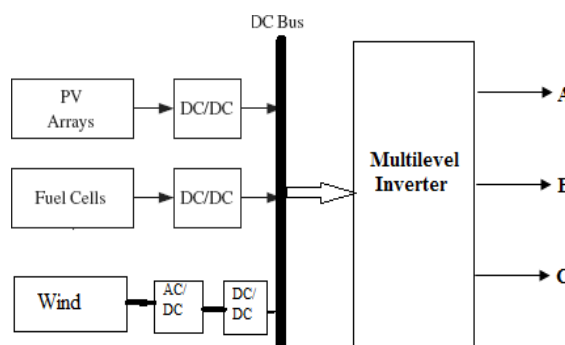 DC Bus
PV
Arrays
DC/DC
Fuel Cells
DC/DC
Wind
AC/
DC
DC/
DC
Multilevel
Inverter
A